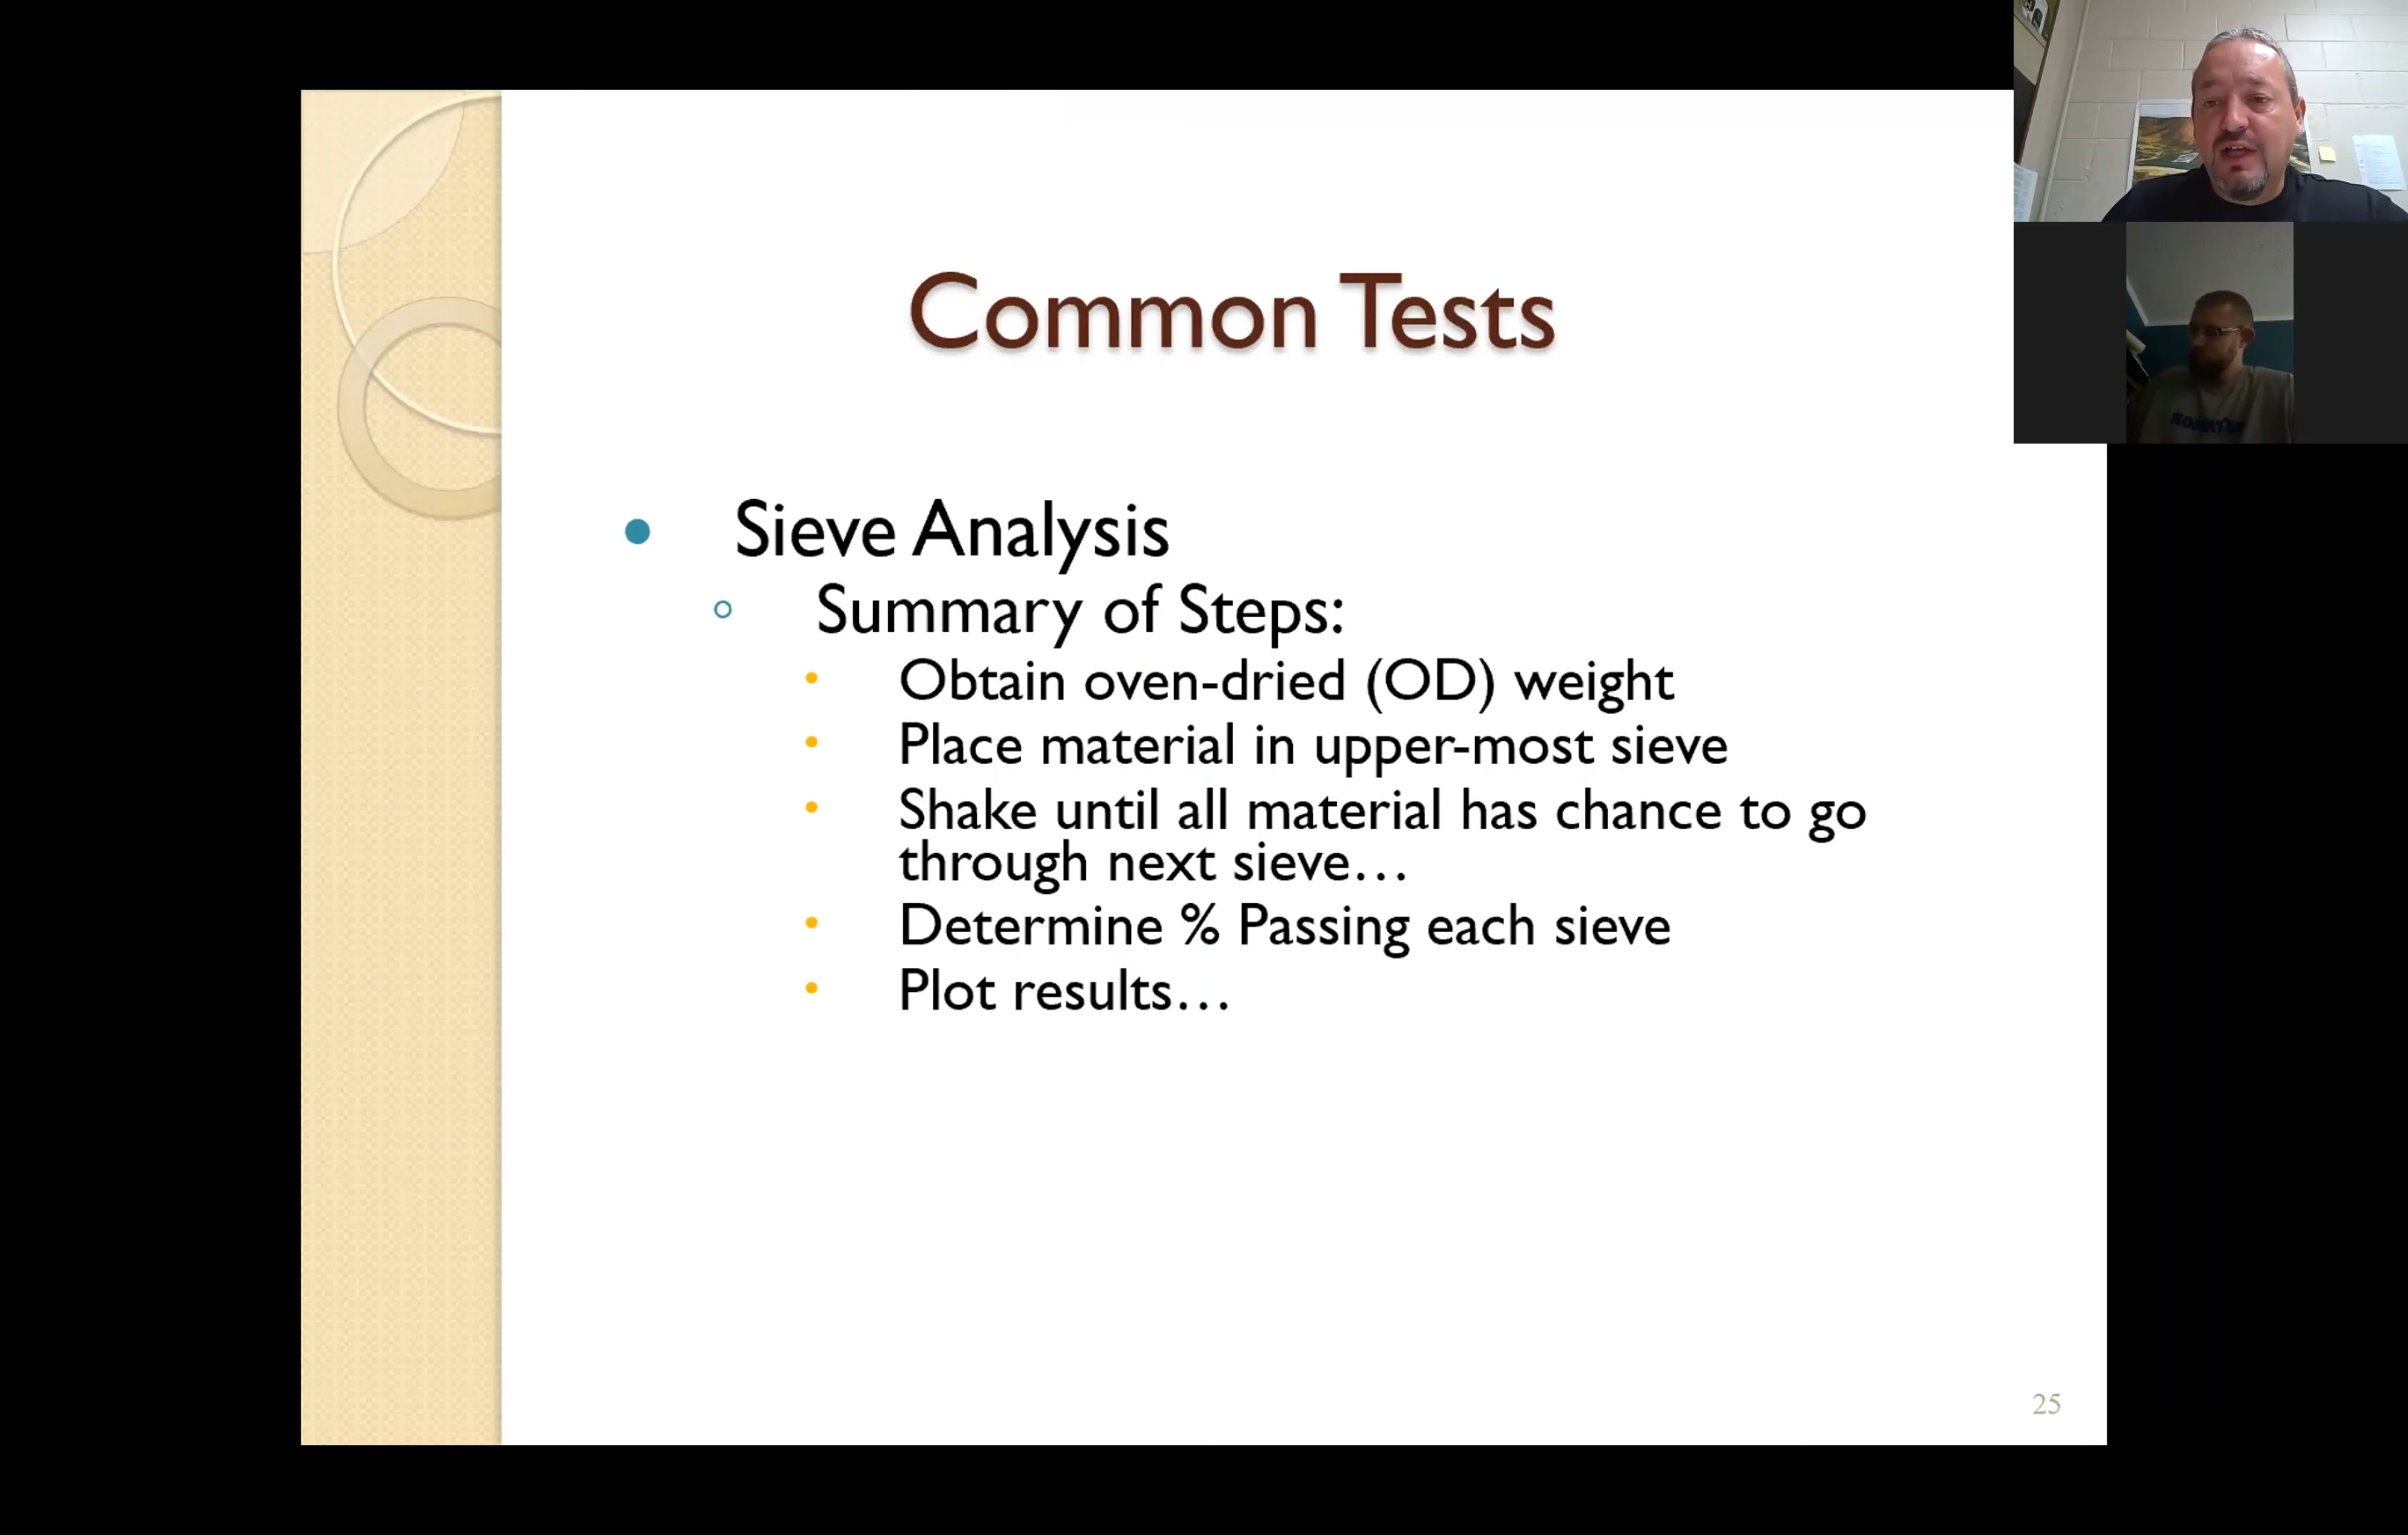 Common Tests
Sieve Analysis
Summary of Steps:
Obtain oven-dried (OD) weight
Place material in upper-most sieve
Shake until all material has chance to go
through next sieve…
Determine % Passing each sieve
Plot results…
25